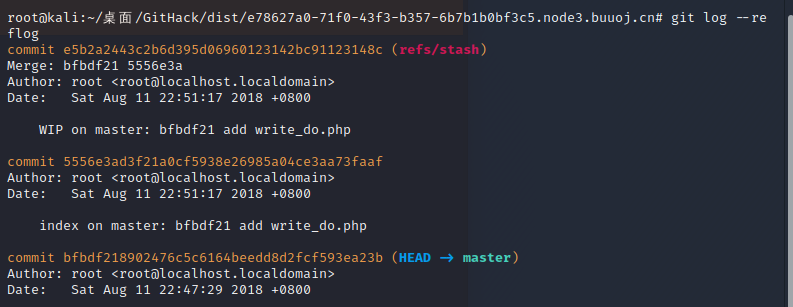 root@kali:~/桌面/GitHack/dist/e78627a0-71f0-43f3-b357-6b7b1b0bf3c5.node3.buuoj.cn# git log --re
flog
commit e5b2a2443c2b6d395d06960123142bc91123148c (refs/stash)
Merge: bfbdf21 5556e3a
Author: root <root@localhost.localdomain>
Date:   Sat Aug 11 22:51:17 2018 +0800
    WIP on master: bfbdf21 add write_do.php
commit 5556e3ad3f21a0cf5938e26985a04ce3aa73faaf
Author: root <root@localhost.localdomain>
Date:   Sat Aug 11 22:51:17 2018 +0800
    index on master: bfbdf21 add write_do.php
commit bfbdf218902476c5c6164beedd8d2fcf593ea23b (HEAD -> master)
Author: root <root@localhost.localdomain>
Date:   Sat Aug 11 22:47:29 2018 +0800